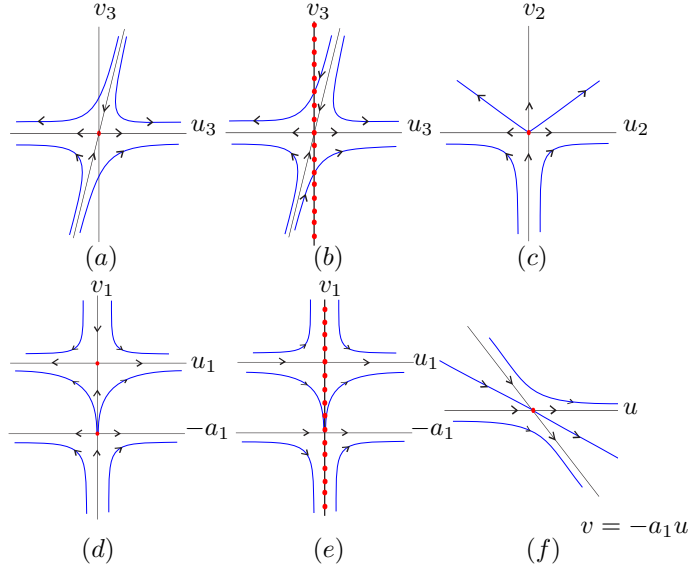 v₃ v₃ v₂
u₃ u₃ u₂
(a) (b) (c)
v₁ v₁
u₁ u₁
u
−a₁ −a₁
v = −a₁u
(d) (e) (f)